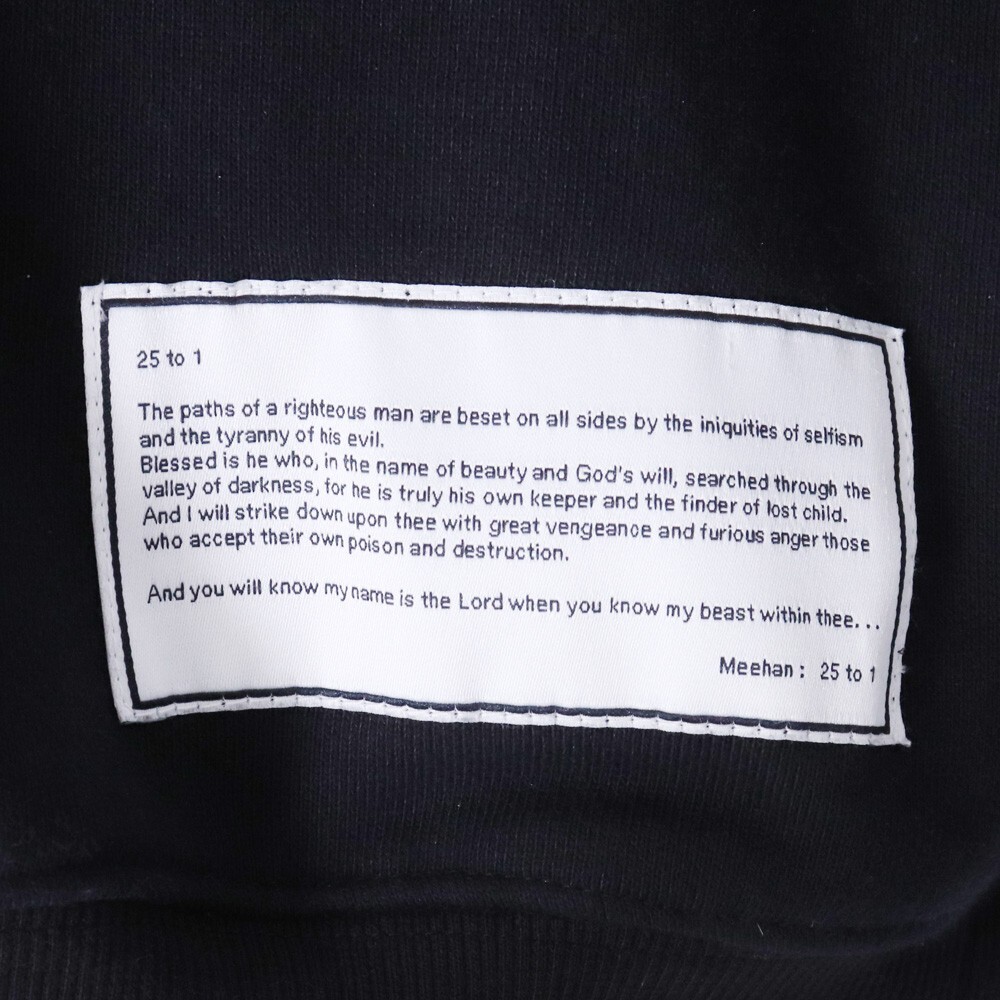 25 to 1
The paths of a righteous man are beset on all sides by the iniquities of selfism
and the tyranny of his evil.
Blessed is he who, in the name of beauty and God's will, searched through the
valley of darkness, for he is truly his own keeper and the finder of lost child.
And I will strike down upon thee with great vengeance and furious anger those
who accept their own poison and destruction.
And you will know my name is the Lord when you know my beast within thee...
Meehan: 25 to 1